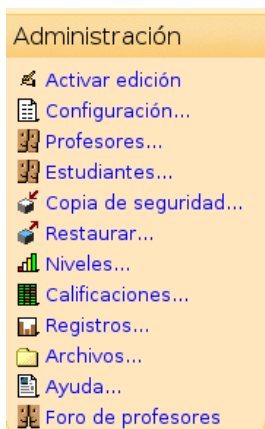 Administración
Activar edición
Configuración...
Profesores...
Estudiantes...
Copia de seguridad...
Restaurar...
Niveles...
Calificaciones...
Registros...
Archivos...
Ayuda...
Foro de profesores